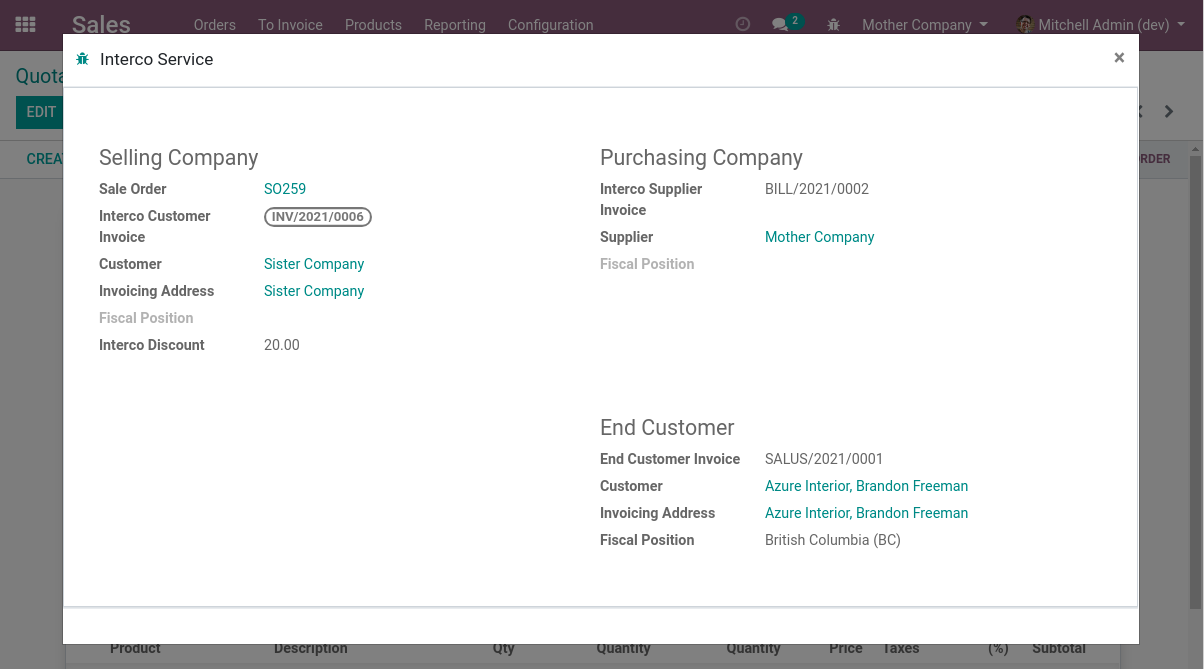 Sales
Orders To Invoice Products Reporting Configuration 2 Mother Company Mitchell Admin (dev)
Interco Service ×
EDIT
Selling Company
Sale Order SO259
Interco Customer Invoice INV/2021/0006
Customer Sister Company
Invoicing Address Sister Company
Fiscal Position
Interco Discount 20.00
Purchasing Company
Interco Supplier Invoice BILL/2021/0002
Supplier Mother Company
Fiscal Position
End Customer
End Customer Invoice SALUS/2021/0001
Customer Azure Interior, Brandon Freeman
Invoicing Address Azure Interior, Brandon Freeman
Fiscal Position British Columbia (BC)
Product Description Qty Quantity Quantity Price Taxes (%) Subtotal